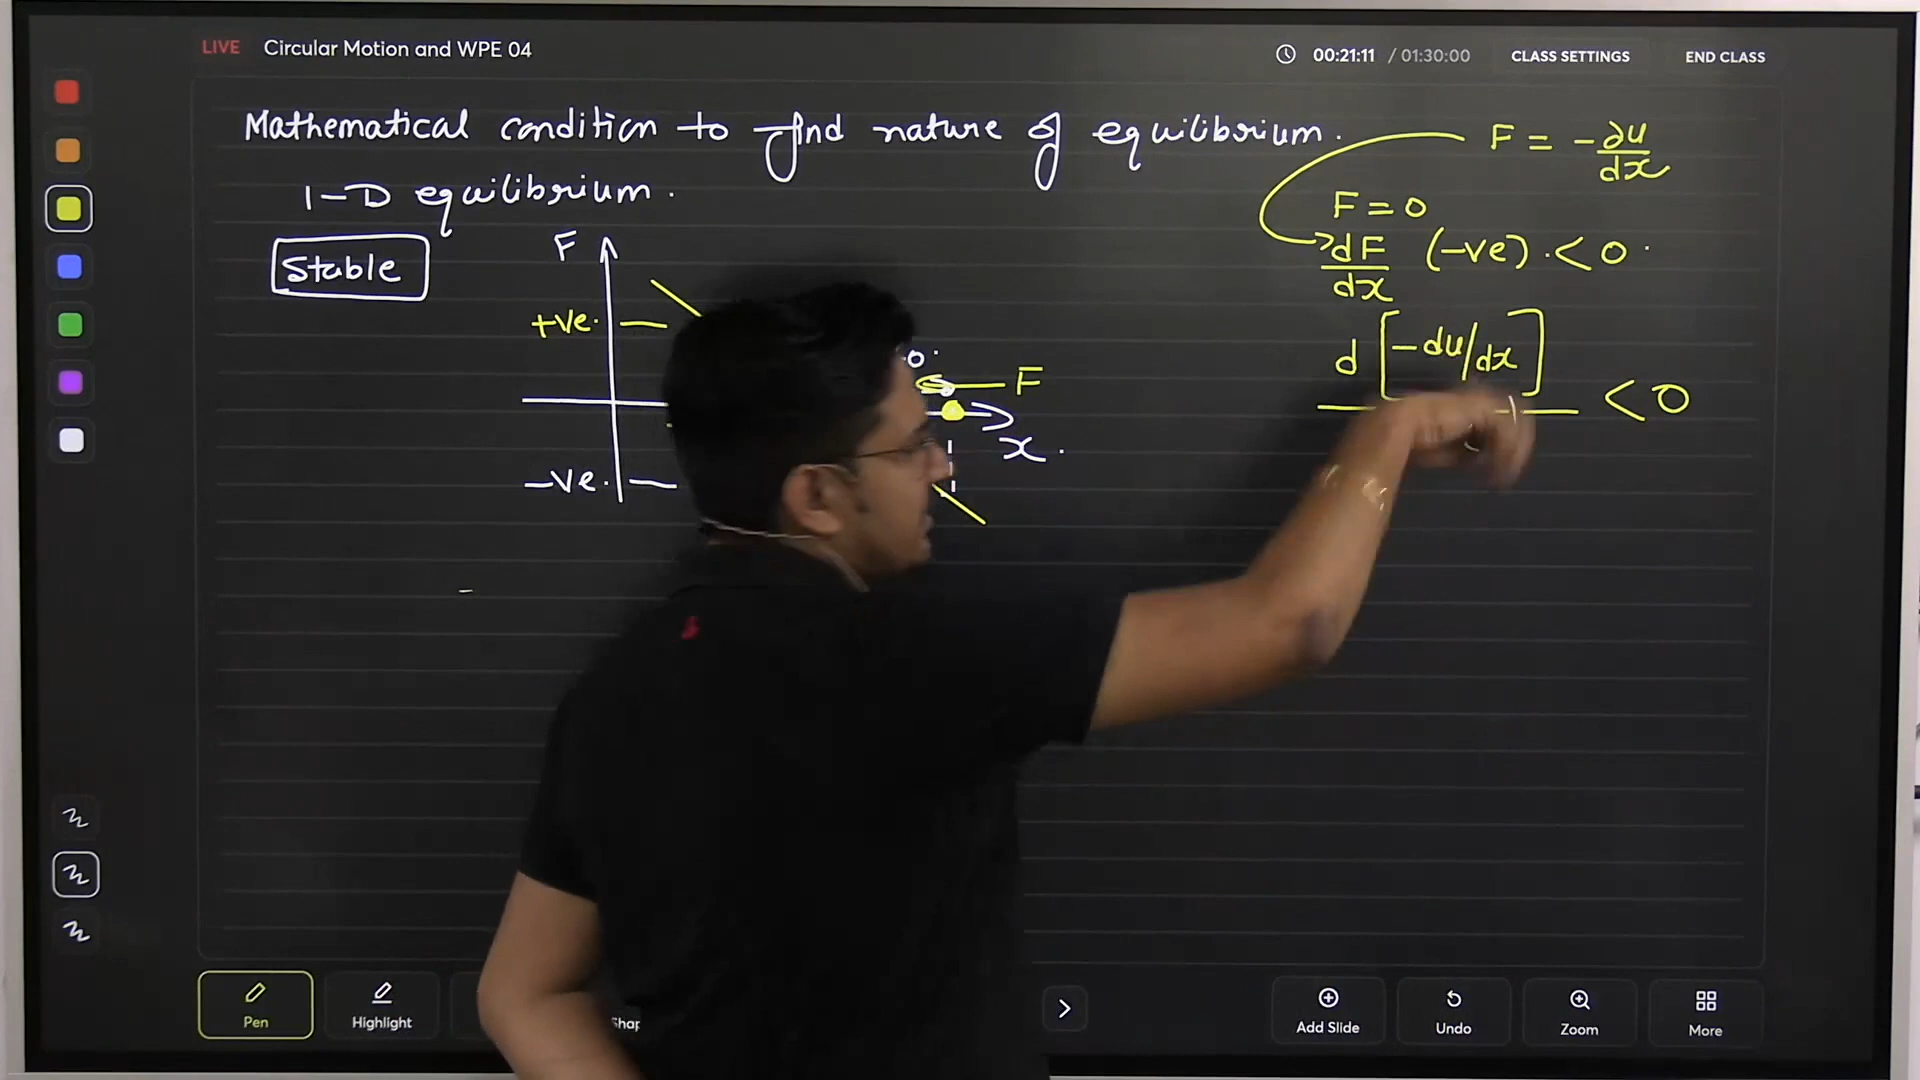 LIVE Circular Motion and WPE 04
00:21:11 / 01:30:00 CLASS SETTINGS END CLASS
Mathematical condition to find nature of equilibrium.
1-D equilibrium.
Stable
F
+ve.
-ve.
0.
F
x.
F = -du/dx
F = 0
dF/dx (-ve). < 0.
d [-du/dx] < 0
Pen
Highlight
Add Slide
Undo
Zoom
More